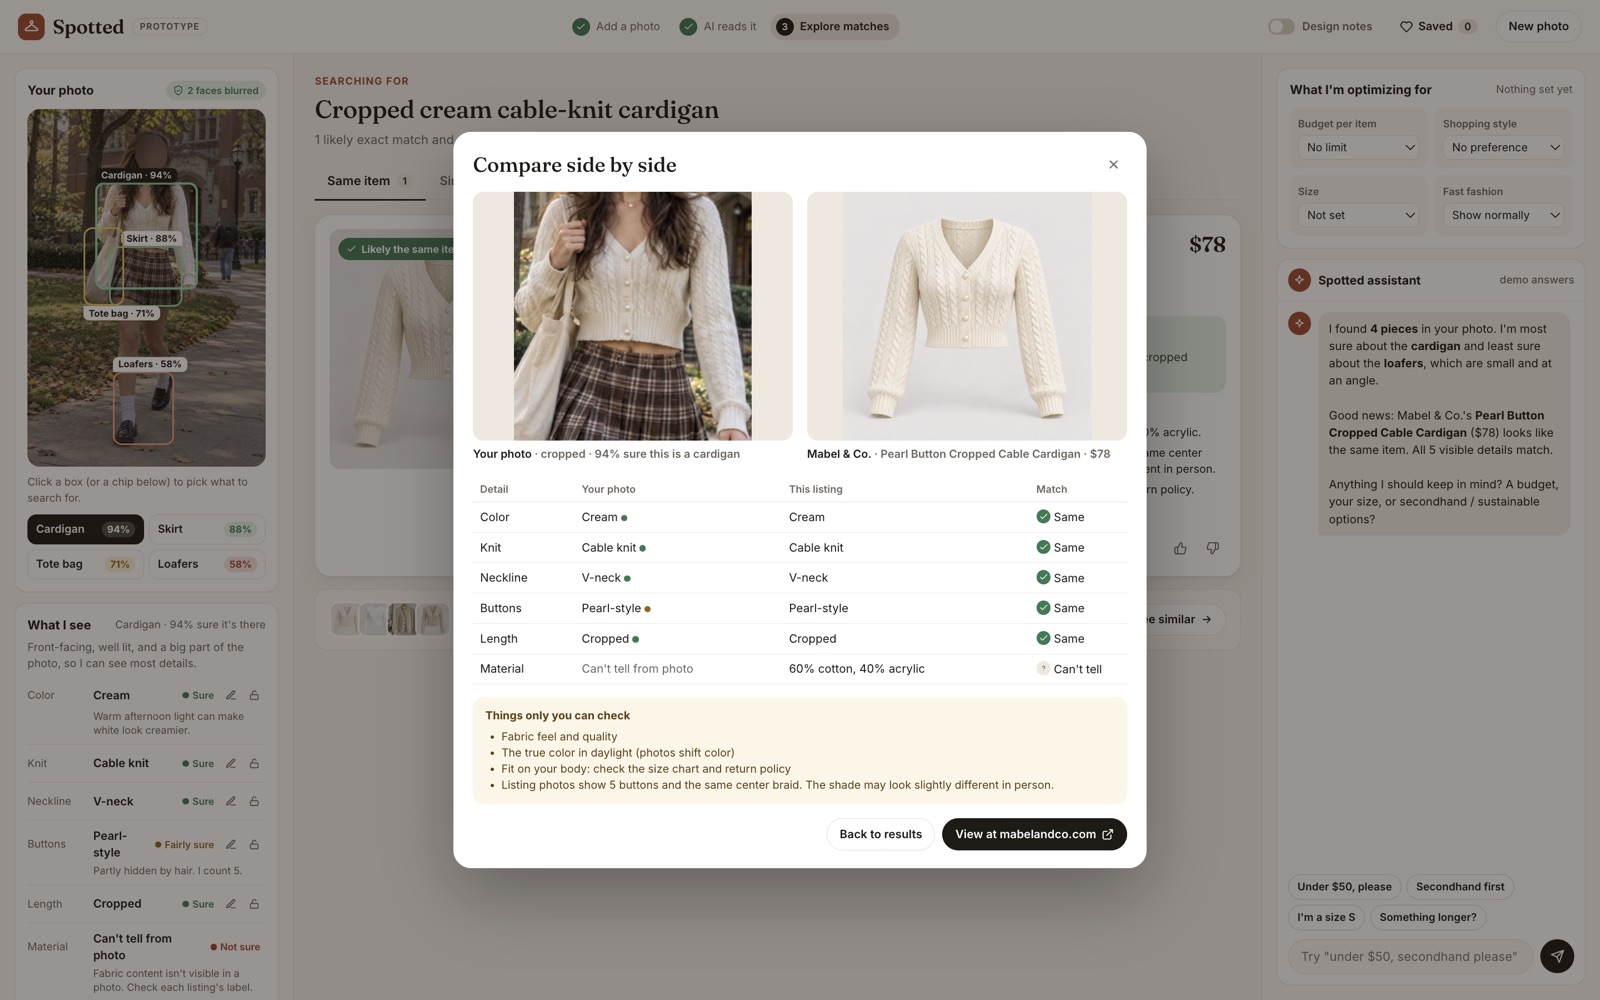 Spotted PROTOTYPE
Add a photo
AI reads it
3 Explore matches
Design notes
Saved 0
New photo
Your photo
2 faces blurred
Cardigan · 94%
Skirt · 88%
Tote bag · 71%
Loafers · 58%
Click a box (or a chip below) to pick what to
search for.
Cardigan 94%
Skirt 88%
Tote bag 71%
Loafers 58%
What I see
Cardigan · 94% sure it's there
Front-facing, well lit, and a big part of the
photo, so I can see most details.
Color Cream Sure
Warm afternoon light can make
white look creamier.
Knit Cable knit Sure
Neckline V-neck Sure
Buttons Pearl-
style Fairly sure
Partly hidden by hair. I count 5.
Length Cropped Sure
Material Can't tell from
photo Not sure
Fabric content isn't visible in a
photo. Check each listing's label.
SEARCHING FOR
Cropped cream cable-knit cardigan
1 likely exact match and
Same item 1
Likely the same ite
$78
cropped
% acrylic.
me center
ent in person.
rn policy.
ee similar →
Compare side by side
Your photo · cropped · 94% sure this is a cardigan
Mabel & Co. · Pearl Button Cropped Cable Cardigan · $78
Detail Your photo This listing Match
Color Cream Cream Same
Knit Cable knit Cable knit Same
Neckline V-neck V-neck Same
Buttons Pearl-style Pearl-style Same
Length Cropped Cropped Same
Material Can't tell from photo 60% cotton, 40% acrylic ? Can't tell
Things only you can check
• Fabric feel and quality
• The true color in daylight (photos shift color)
• Fit on your body: check the size chart and return policy
• Listing photos show 5 buttons and the same center braid. The shade may look slightly different in person.
Back to results
View at mabelandco.com
What I'm optimizing for
Nothing set yet
Budget per item
No limit
Shopping style
No preference
Size
Not set
Fast fashion
Show normally
Spotted assistant
demo answers
I found 4 pieces in your photo. I'm most
sure about the cardigan and least sure
about the loafers, which are small and at
an angle.
Good news: Mabel & Co.'s Pearl Button
Cropped Cable Cardigan ($78) looks like
the same item. All 5 visible details match.
Anything I should keep in mind? A budget,
your size, or secondhand / sustainable
options?
Under $50, please
Secondhand first
I'm a size S
Something longer?
Try "under $50, secondhand please"